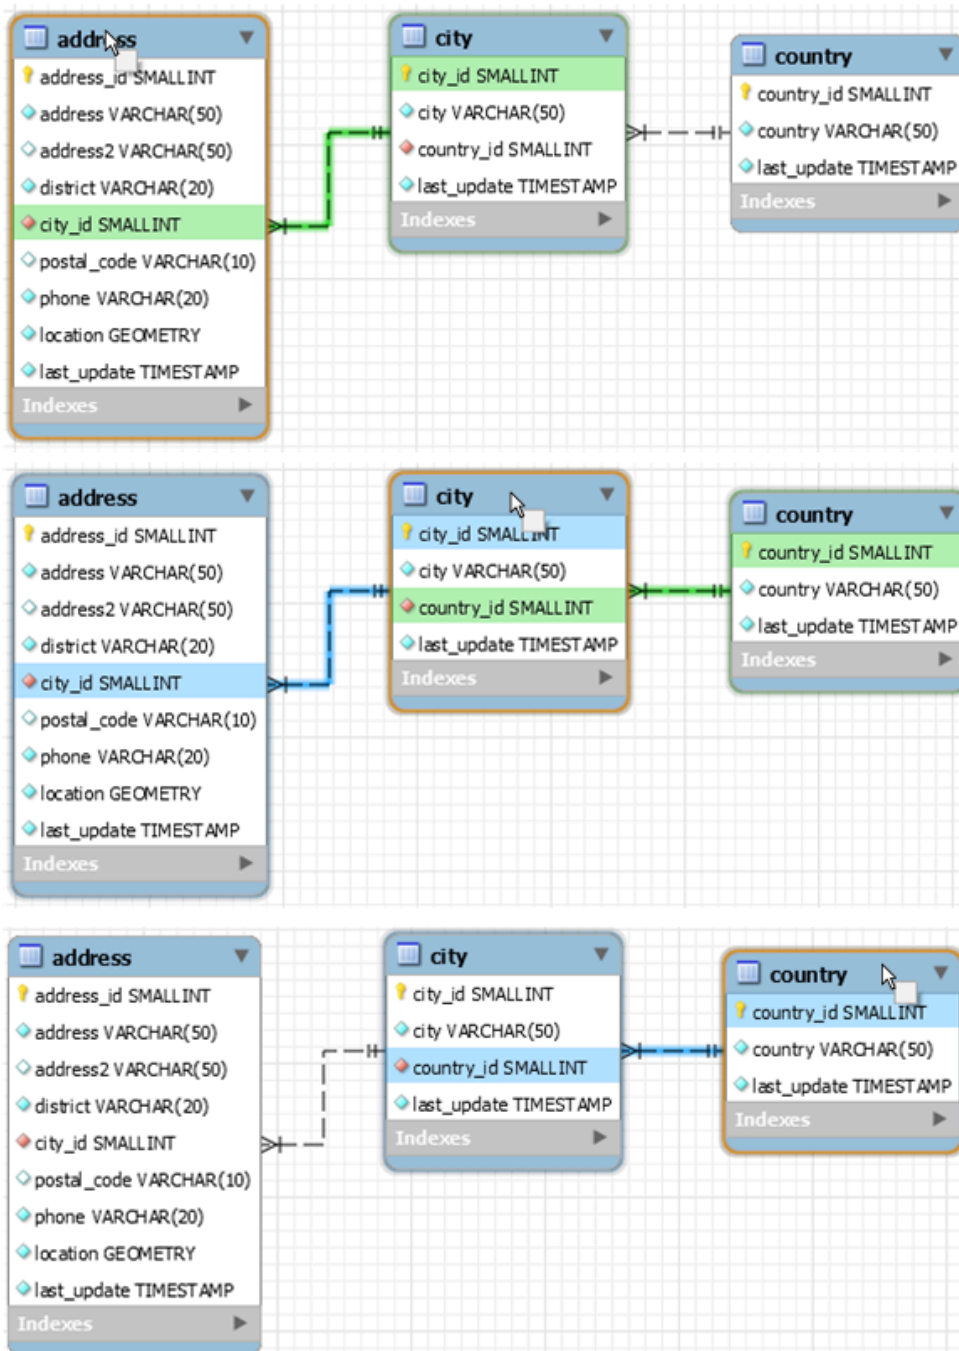 address
address_id SMALLINT
address VARCHAR(50)
address2 VARCHAR(50)
district VARCHAR(20)
city_id SMALLINT
postal_code VARCHAR(10)
phone VARCHAR(20)
location GEOMETRY
last_update TIMESTAMP
Indexes
city
city_id SMALLINT
city VARCHAR(50)
country_id SMALLINT
last_update TIMESTAMP
Indexes
country
country_id SMALLINT
country VARCHAR(50)
last_update TIMESTAMP
Indexes
address
address_id SMALLINT
address VARCHAR(50)
address2 VARCHAR(50)
district VARCHAR(20)
city_id SMALLINT
postal_code VARCHAR(10)
phone VARCHAR(20)
location GEOMETRY
last_update TIMESTAMP
Indexes
city
city_id SMALLINT
city VARCHAR(50)
country_id SMALLINT
last_update TIMESTAMP
Indexes
country
country_id SMALLINT
country VARCHAR(50)
last_update TIMESTAMP
Indexes
address
address_id SMALLINT
address VARCHAR(50)
address2 VARCHAR(50)
district VARCHAR(20)
city_id SMALLINT
postal_code VARCHAR(10)
phone VARCHAR(20)
location GEOMETRY
last_update TIMESTAMP
Indexes
city
city_id SMALLINT
city VARCHAR(50)
country_id SMALLINT
last_update TIMESTAMP
Indexes
country
country_id SMALLINT
country VARCHAR(50)
last_update TIMESTAMP
Indexes